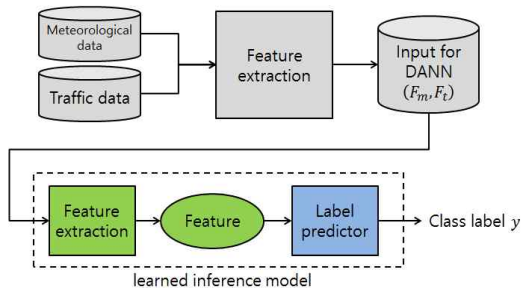 Meteorological
data
Traffic data
Feature
extraction
Input for
DANN
(F_m, F_t)
Feature
extraction
Feature
Label
predictor
Class label y
learned inference model